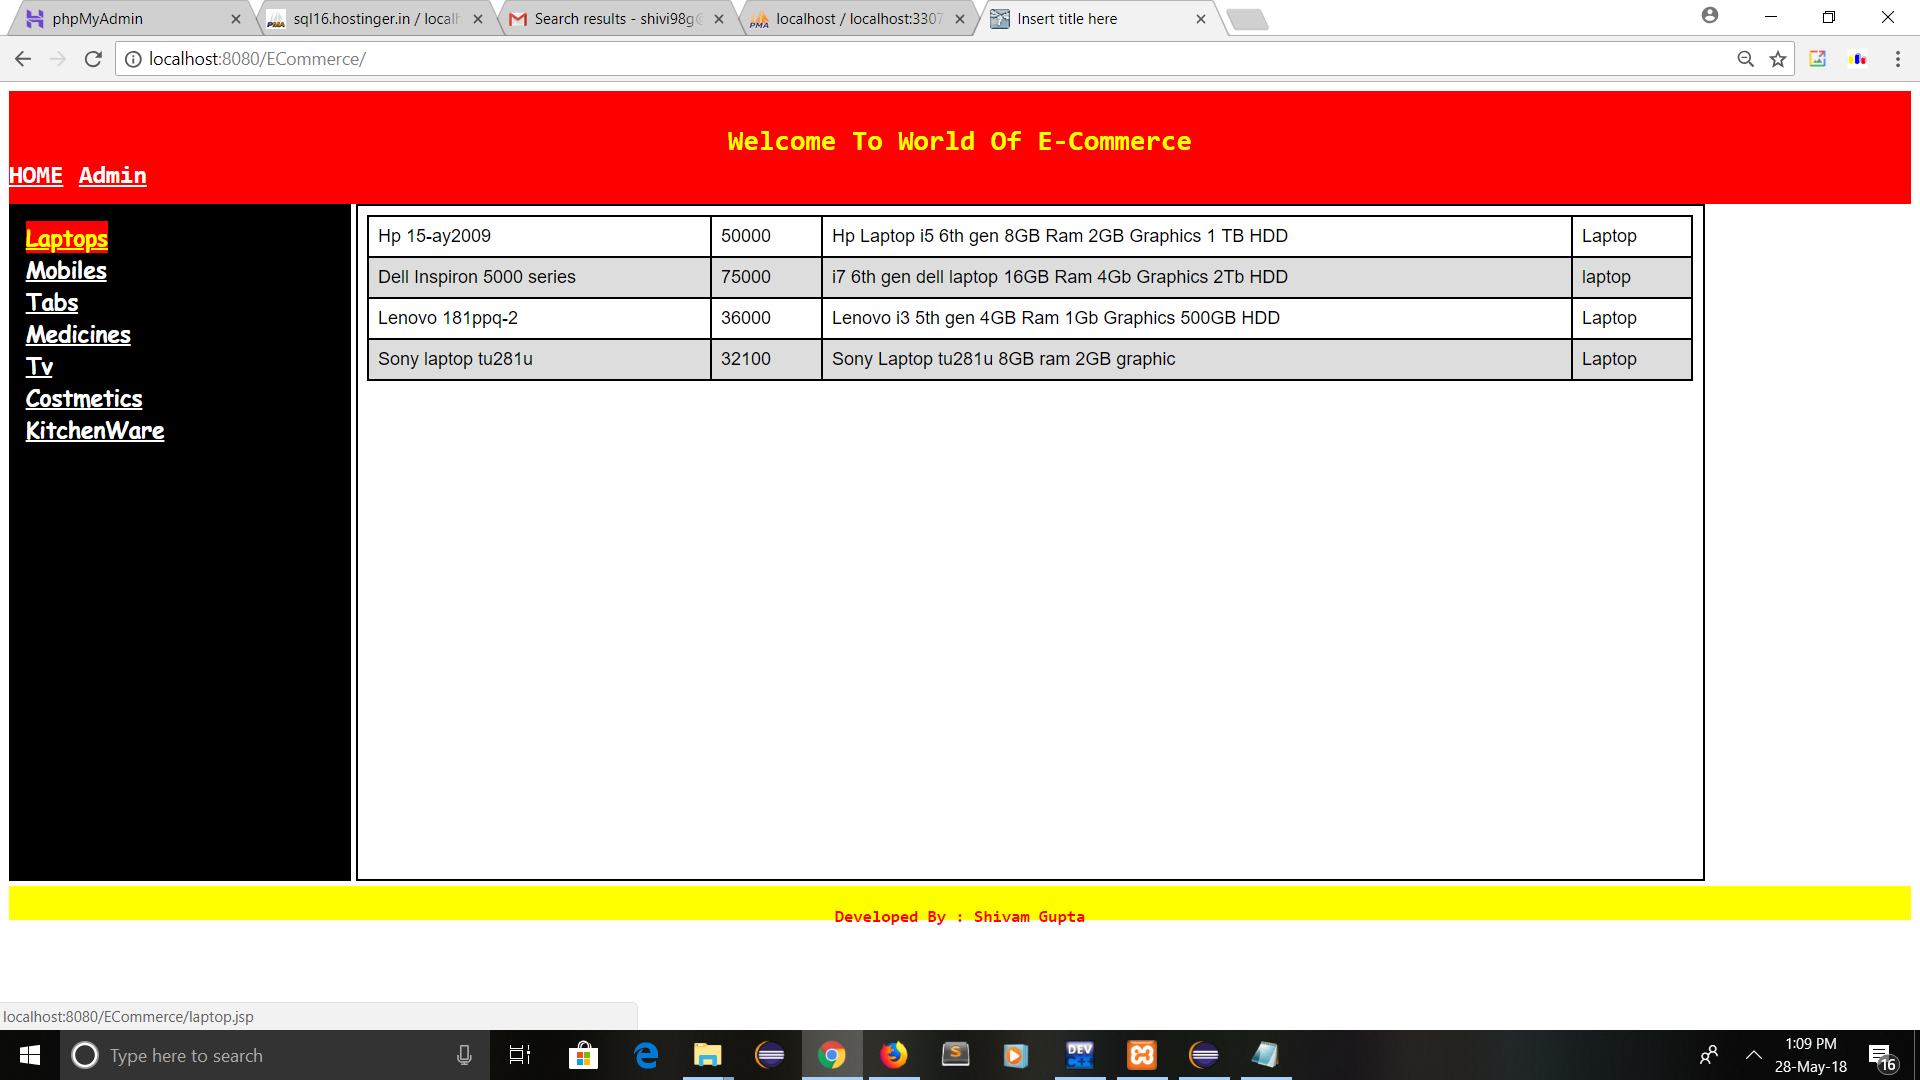 phpMyAdmin
sql16.hostinger.in / localh
Search results - shivi98g@
localhost / localhost:3307
Insert title here
localhost:8080/ECommerce/
Welcome To World Of E-Commerce
HOME Admin
Laptops
Mobiles
Tabs
Medicines
Tv
Costmetics
KitchenWare
Hp 15-ay2009 50000 Hp Laptop i5 6th gen 8GB Ram 2GB Graphics 1 TB HDD Laptop
Dell Inspiron 5000 series 75000 i7 6th gen dell laptop 16GB Ram 4Gb Graphics 2Tb HDD laptop
Lenovo 181ppq-2 36000 Lenovo i3 5th gen 4GB Ram 1Gb Graphics 500GB HDD Laptop
Sony laptop tu281u 32100 Sony Laptop tu281u 8GB ram 2GB graphic Laptop
Developed By : Shivam Gupta
localhost:8080/ECommerce/laptop.jsp
Type here to search
DEV
C++
1:09 PM
28-May-18
16